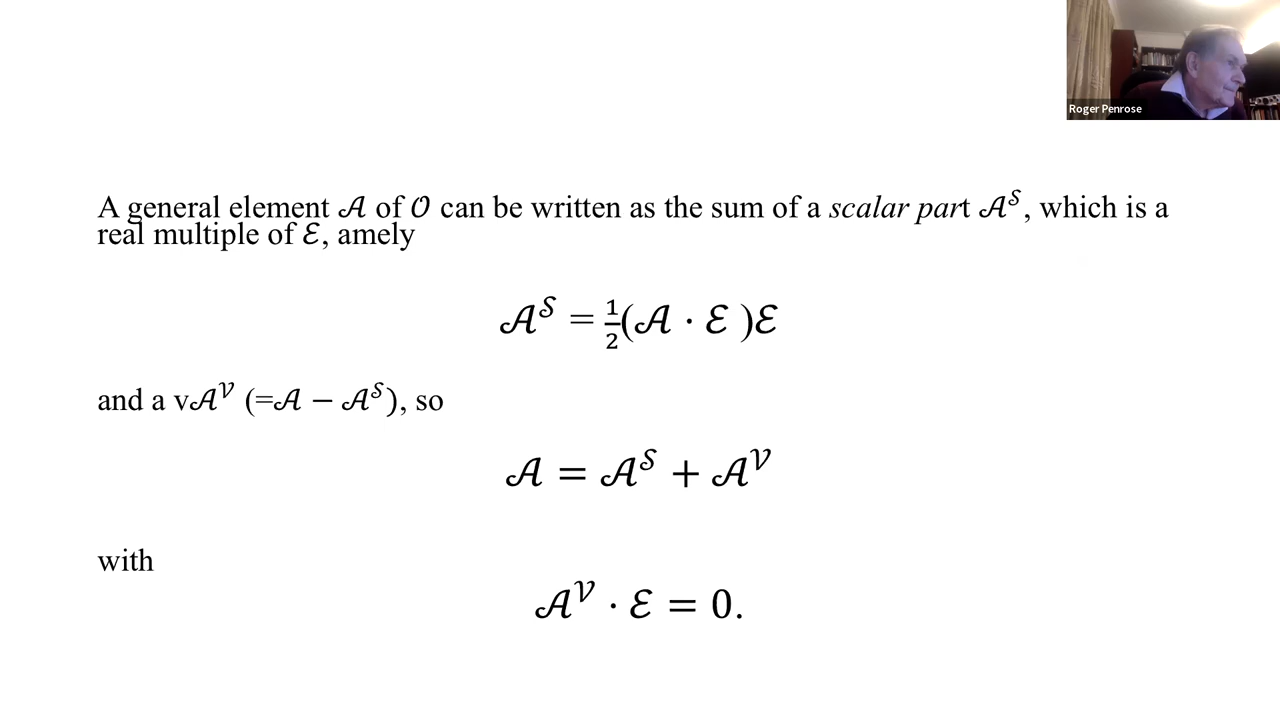 Roger Penrose
A general element 𝒜 of 𝒪 can be written as the sum of a scalar part 𝒜^𝒮, which is a
real multiple of ℰ, amely
𝒜^𝒮 = ½(𝒜 · ℰ )ℰ
and a v𝒜^𝒱 (=𝒜 − 𝒜^𝒮), so
𝒜 = 𝒜^𝒮 + 𝒜^𝒱
with
𝒜^𝒱 · ℰ = 0.